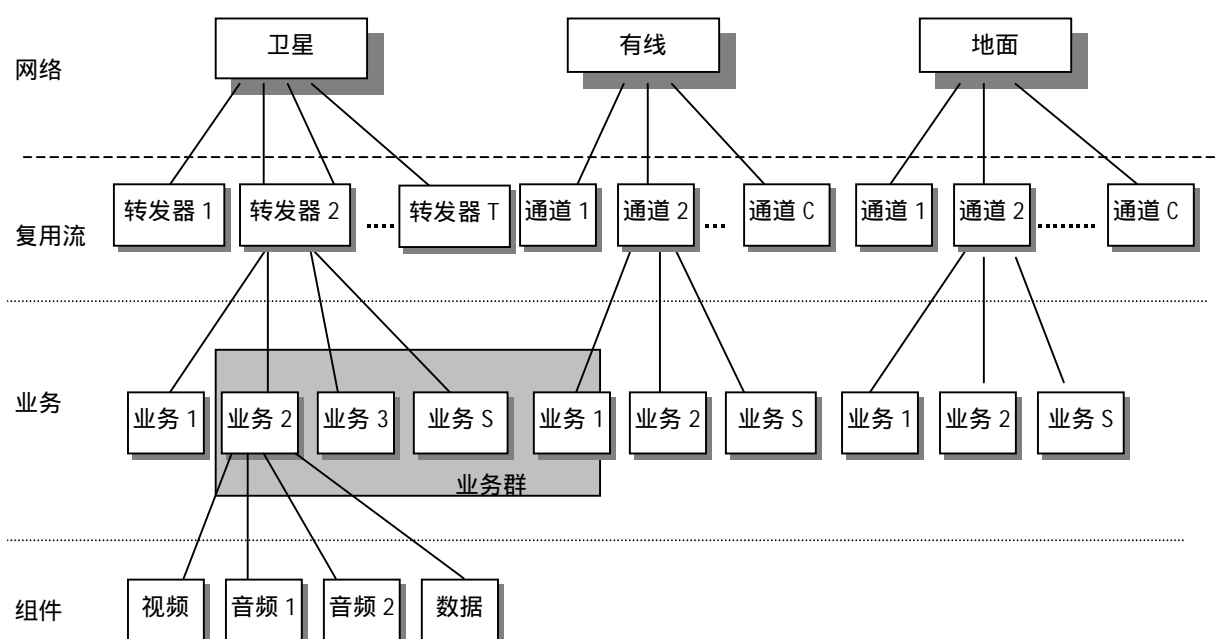 卫星 有线 地面
网络
转发器 1 转发器 2 ‥‥ 转发器 T 通道 1 通道 2 ‥‥ 通道 C 通道 1 通道 2 ‥‥‥‥ 通道 C
复用流
业务
业务 1 业务 2 业务 3 业务 S 业务 1 业务 2 业务 S 业务 1 业务 2 业务 S
业务群
组件 视频 音频 1 音频 2 数据